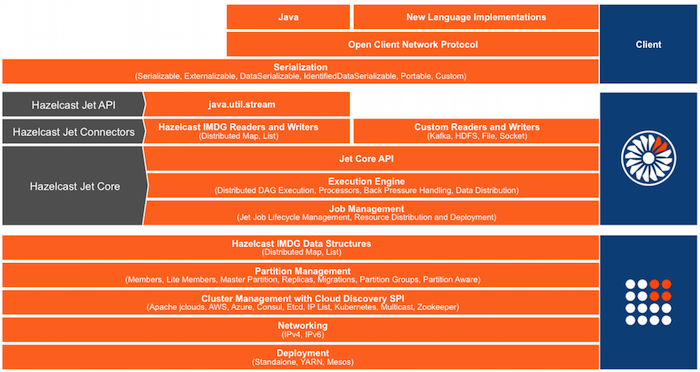 Java
New Language Implementations
Open Client Network Protocol
Client
Serialization
(Serializable, Externalizable, DataSerializable, IdentifiedDataSerializable, Portable, Custom)
Hazelcast Jet API
java.util.stream
Hazelcast Jet Connectors
Hazelcast IMDG Readers and Writers
(Distributed Map, List)
Custom Readers and Writers
(Kafka, HDFS, File, Socket)
Hazelcast Jet Core
Jet Core API
Execution Engine
(Distributed DAG Execution, Processors, Back Pressure Handling, Data Distribution)
Job Management
(Jet Job Lifecycle Management, Resource Distribution and Deployment)
Hazelcast IMDG Data Structures
(Distributed Map, List)
Partition Management
(Members, Lite Members, Master Partition, Replicas, Migrations, Partition Groups, Partition Aware)
Cluster Management with Cloud Discovery SPI
(Apache jclouds, AWS, Azure, Consul, Etcd, IP List, Kubernetes, Multicast, Zookeeper)
Networking
(IPv4, IPv6)
Deployment
(Standalone, YARN, Mesos)